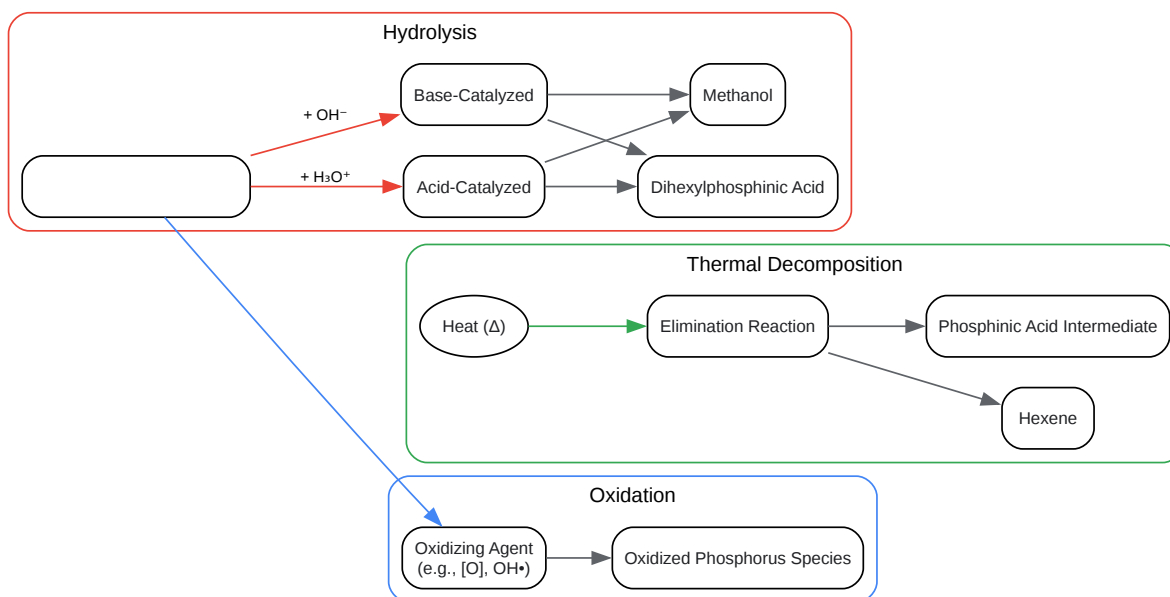 Hydrolysis
Base-Catalyzed
Methanol
+ OH⁻
+ H₃O⁺
Acid-Catalyzed
Dihexylphosphinic Acid
Thermal Decomposition
Heat (Δ)
Elimination Reaction
Phosphinic Acid Intermediate
Hexene
Oxidation
Oxidizing Agent
(e.g., [O], OH•)
Oxidized Phosphorus Species